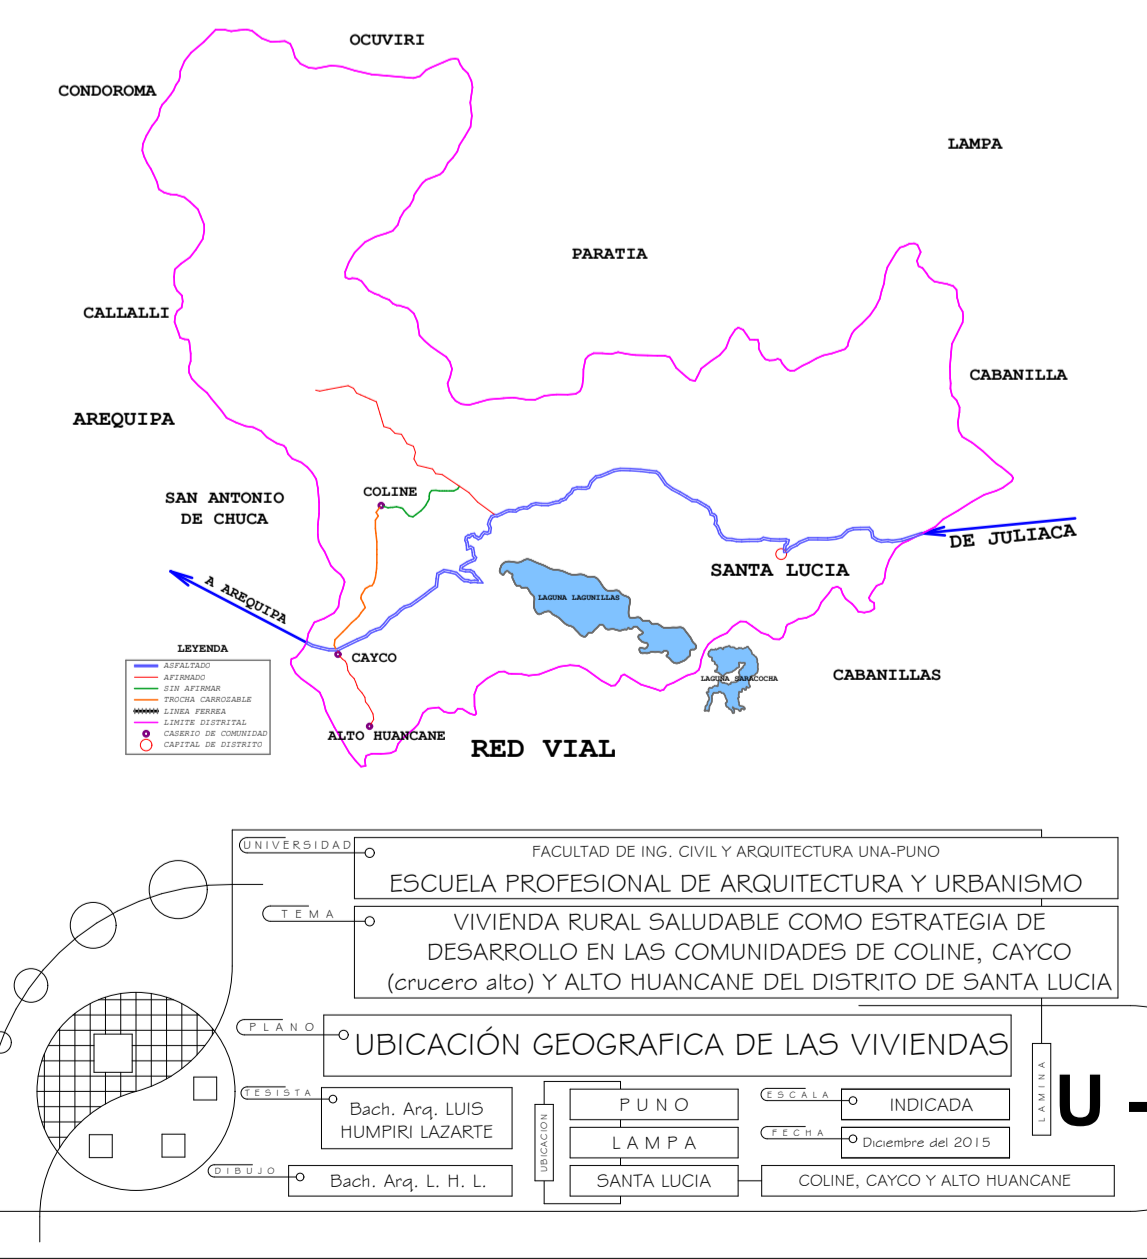 OCUVIRI
CONDOROMA
LAMPA
PARATIA
CALLALLI
CABANILLA
AREQUIPA
COLINE
SAN ANTONIO
DE CHUCA
DE JULIACA
SANTA LUCIA
A AREQUIPA
LAGUNA LAGUNILLAS
CAYCO
CABANILLAS
LAGUNA SARACOCHA
LEYENDA
ASFALTADO
AFIRMADO
SIN AFIRMAR
TROCHA CARROZABLE
LINEA FERREA
LIMITE DISTRITAL
CASERIO DE COMUNIDAD
CAPITAL DE DISTRITO
ALTO HUANCANE
RED VIAL
UNIVERSIDAD
FACULTAD DE ING. CIVIL Y ARQUITECTURA UNA-PUNO
ESCUELA PROFESIONAL DE ARQUITECTURA Y URBANISMO
TEMA
VIVIENDA RURAL SALUDABLE COMO ESTRATEGIA DE
DESARROLLO EN LAS COMUNIDADES DE COLINE, CAYCO
(crucero alto) Y ALTO HUANCANE DEL DISTRITO DE SANTA LUCIA
PLANO
UBICACIÓN GEOGRAFICA DE LAS VIVIENDAS
LAMINA
U -
TESISTA
Bach. Arq. LUIS
HUMPIRI LAZARTE
UBICACION
PUNO
LAMPA
SANTA LUCIA
ESCALA
INDICADA
FECHA
Diciembre del 2015
DIBUJO
Bach. Arq. L. H. L.
COLINE, CAYCO Y ALTO HUANCANE